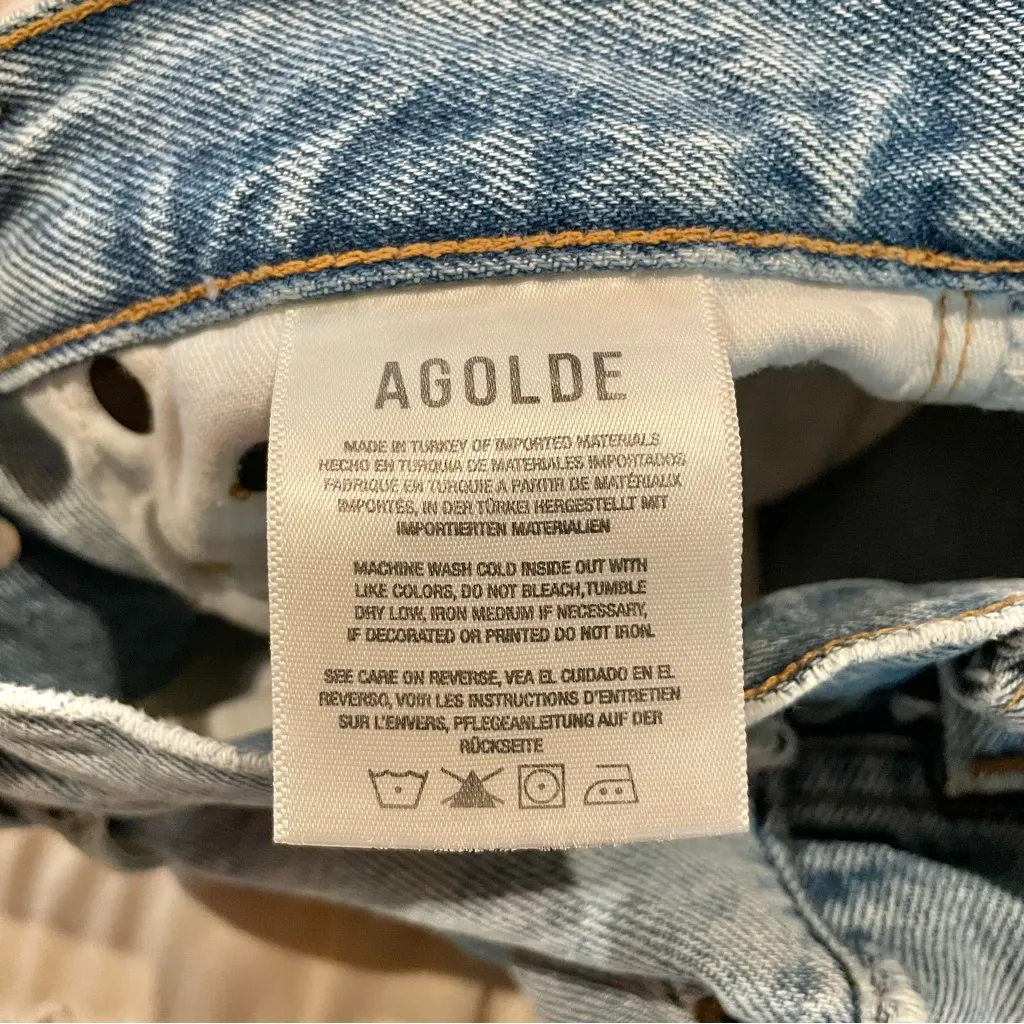 AGOLDE
MADE IN TURKEY OF IMPORTED MATERIALS
HECHO EN TURQUIA DE MATERIALES IMPORTADOS
FABRIQUE EN TURQUIE A PARTIR DE MATÉRIAUX
IMPORTÉS, IN DER TÜRKEI HERGESTELLT MIT
IMPORTIERTEN MATERIALIEN
MACHINE WASH COLD INSIDE OUT WITH
LIKE COLORS, DO NOT BLEACH,TUMBLE
DRY LOW, IRON MEDIUM IF NECESSARY,
IF DECORATED OR PRINTED DO NOT IRON.
SEE CARE ON REVERSE, VEA EL CUIDADO EN EL
REVERSO, VOIR LES INSTRUCTIONS D'ENTRETIEN
SUR L'ENVERS, PFLEGEANLEITUNG AUF DER
RÜCKSEITE